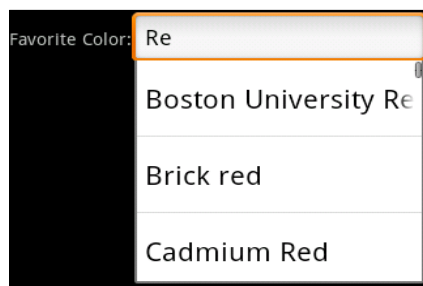 Favorite Color: Re
Boston University Re
Brick red
Cadmium Red